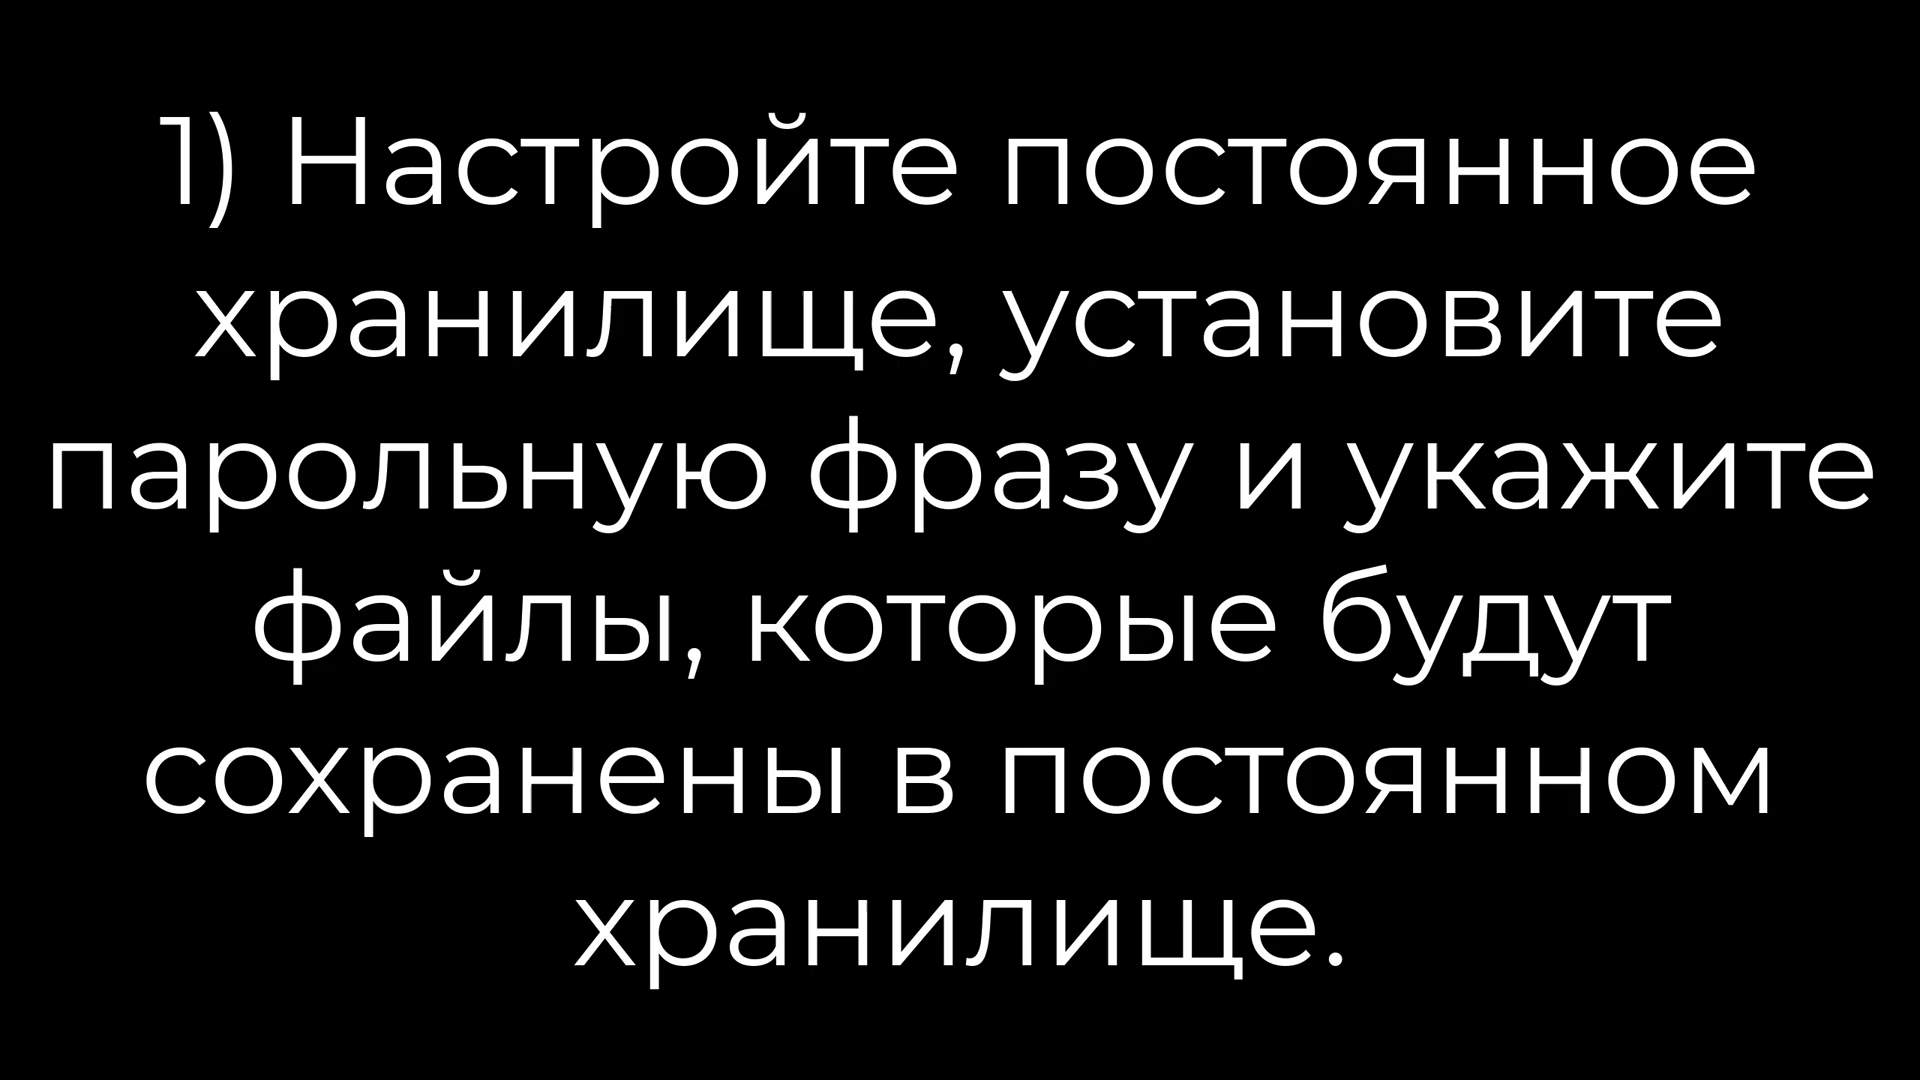 1) Настройте постоянное
хранилище, установите
парольную фразу и укажите
файлы, которые будут
сохранены в постоянном
хранилище.